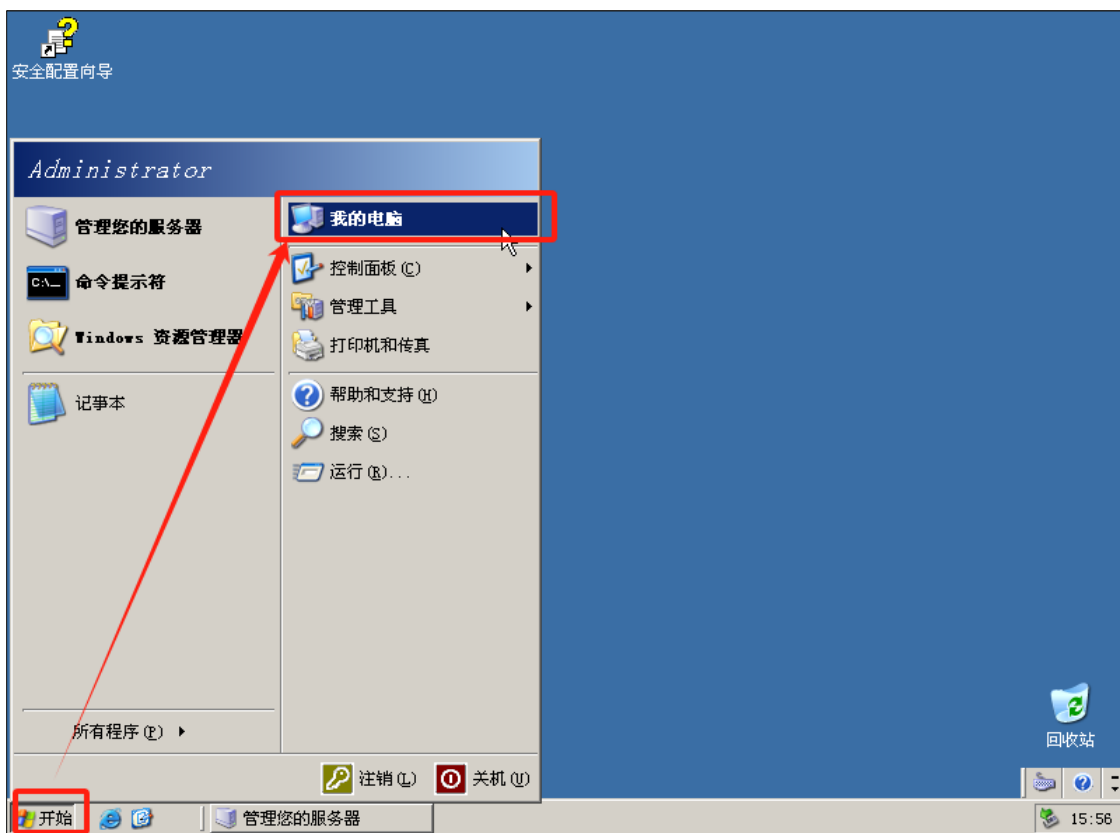 安全配置向导
Administrator
管理您的服务器
命令提示符
Windows 资源管理器
记事本
所有程序(P)
我的电脑
控制面板(C)
管理工具
打印机和传真
帮助和支持(H)
搜索(S)
运行(R)...
注销(L)
关机(U)
回收站
开始
管理您的服务器
15:56